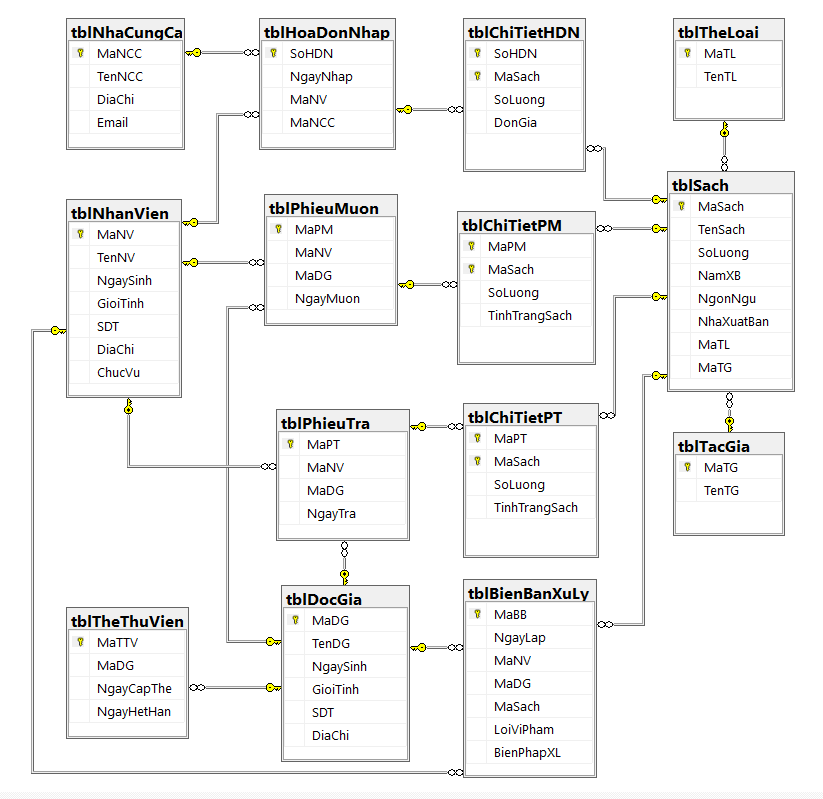 tblNhaCungCa
MaNCC
TenNCC
DiaChi
Email
tblHoaDonNhap
SoHDN
NgayNhap
MaNV
MaNCC
tblChiTietHDN
SoHDN
MaSach
SoLuong
DonGia
tblTheLoai
MaTL
TenTL
tblNhanVien
MaNV
TenNV
NgaySinh
GioiTinh
SDT
DiaChi
ChucVu
tblPhieuMuon
MaPM
MaNV
MaDG
NgayMuon
tblChiTietPM
MaPM
MaSach
SoLuong
TinhTrangSach
tblSach
MaSach
TenSach
SoLuong
NamXB
NgonNgu
NhaXuatBan
MaTL
MaTG
tblPhieuTra
MaPT
MaNV
MaDG
NgayTra
tblChiTietPT
MaPT
MaSach
SoLuong
TinhTrangSach
tblTacGia
MaTG
TenTG
tblTheThuVien
MaTTV
MaDG
NgayCapThe
NgayHetHan
tblDocGia
MaDG
TenDG
NgaySinh
GioiTinh
SDT
DiaChi
tblBienBanXuLy
MaBB
NgayLap
MaNV
MaDG
MaSach
LoiViPham
BienPhapXL